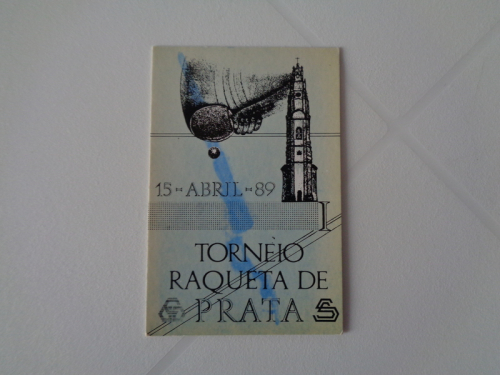 15 ABRIL 89
I
TORNEIO
RAQUETA DE
PRATA